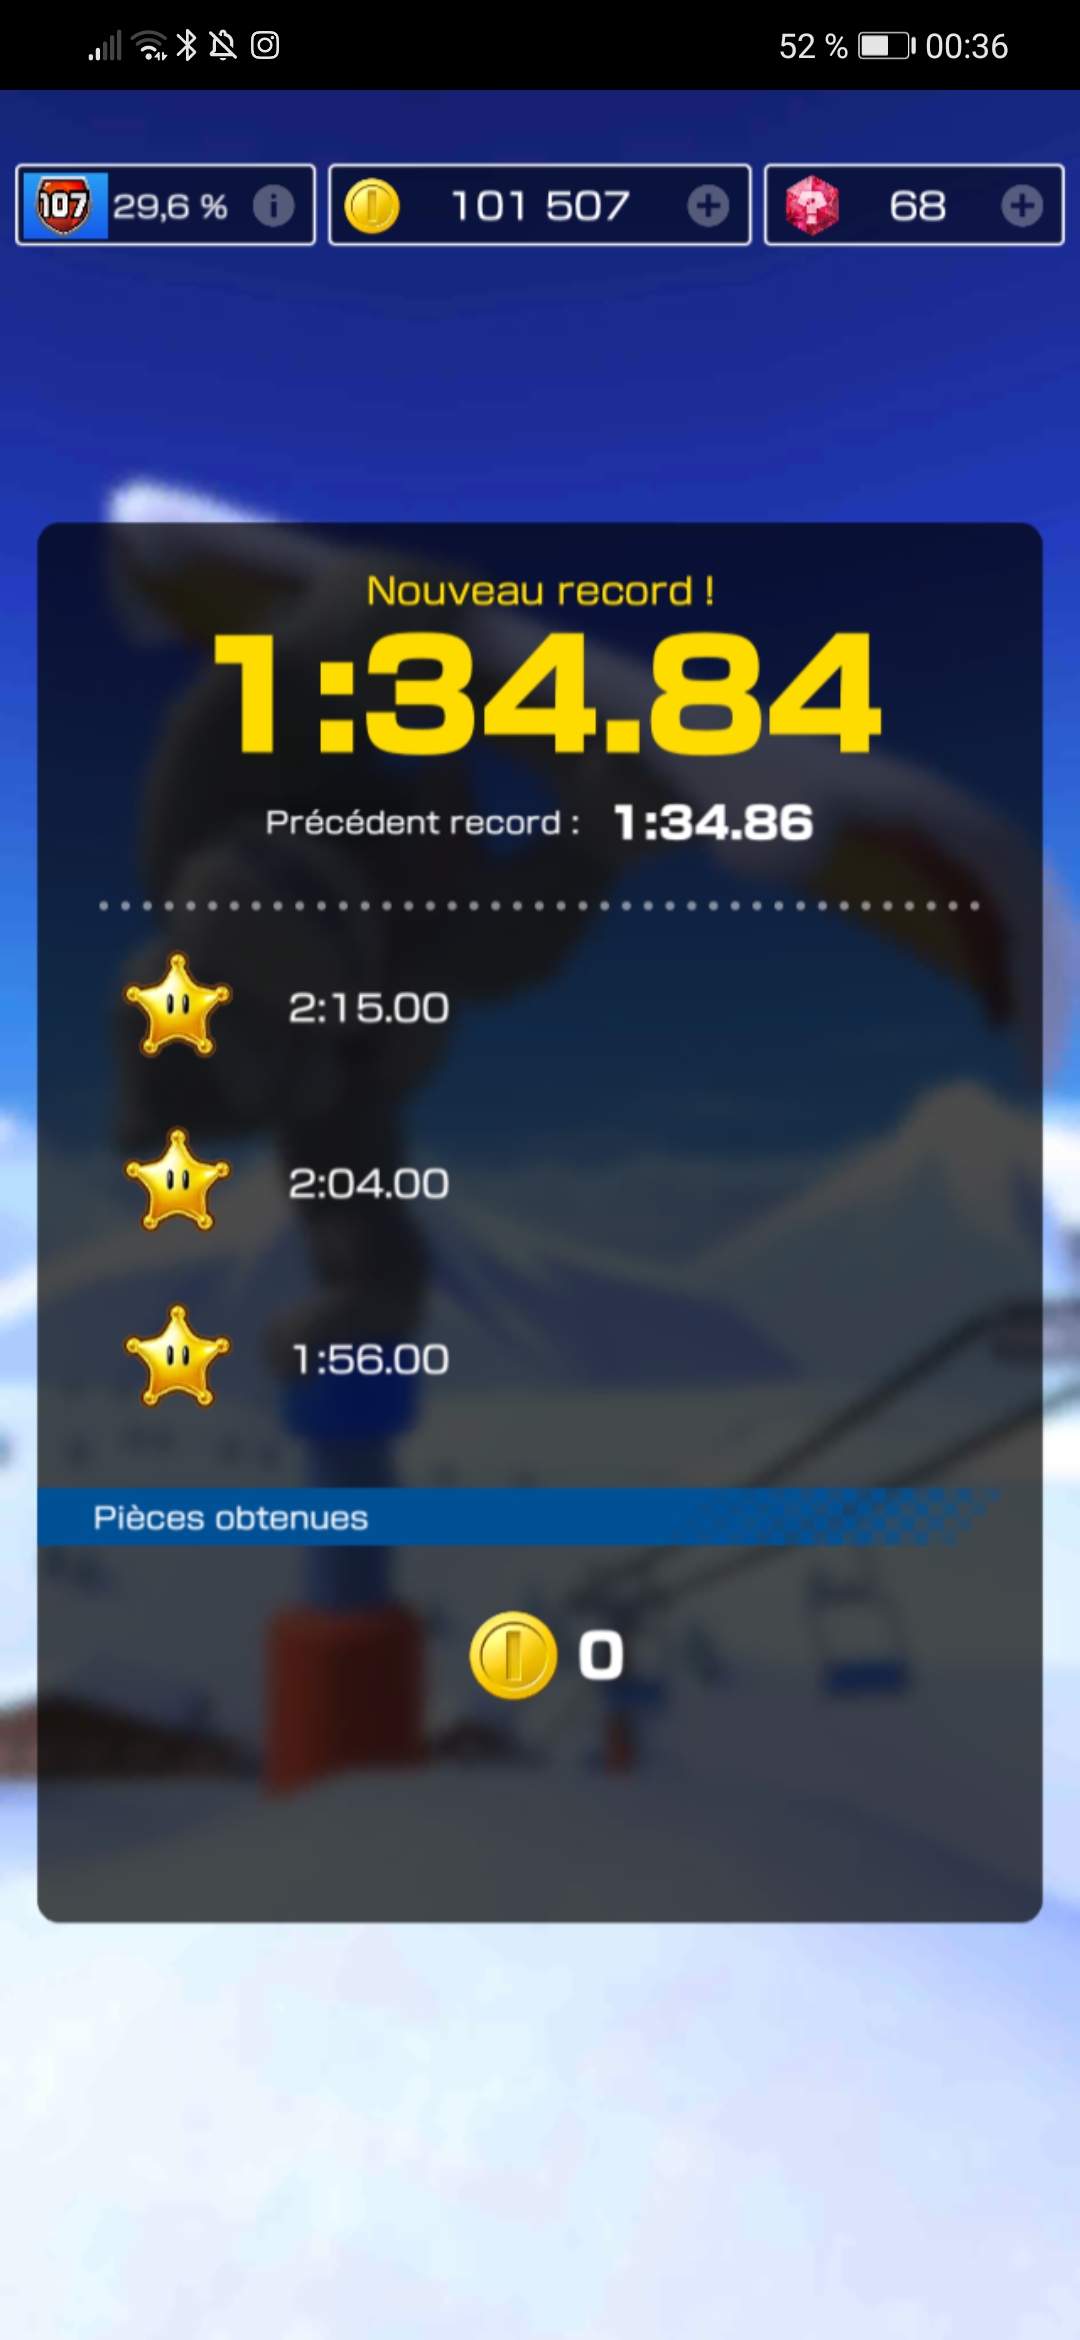 52 % 00:36
107 29,6 % 101 507 68
Nouveau record !
1:34.84
Précédent record : 1:34.86
2:15.00
2:04.00
1:56.00
Pièces obtenues
0